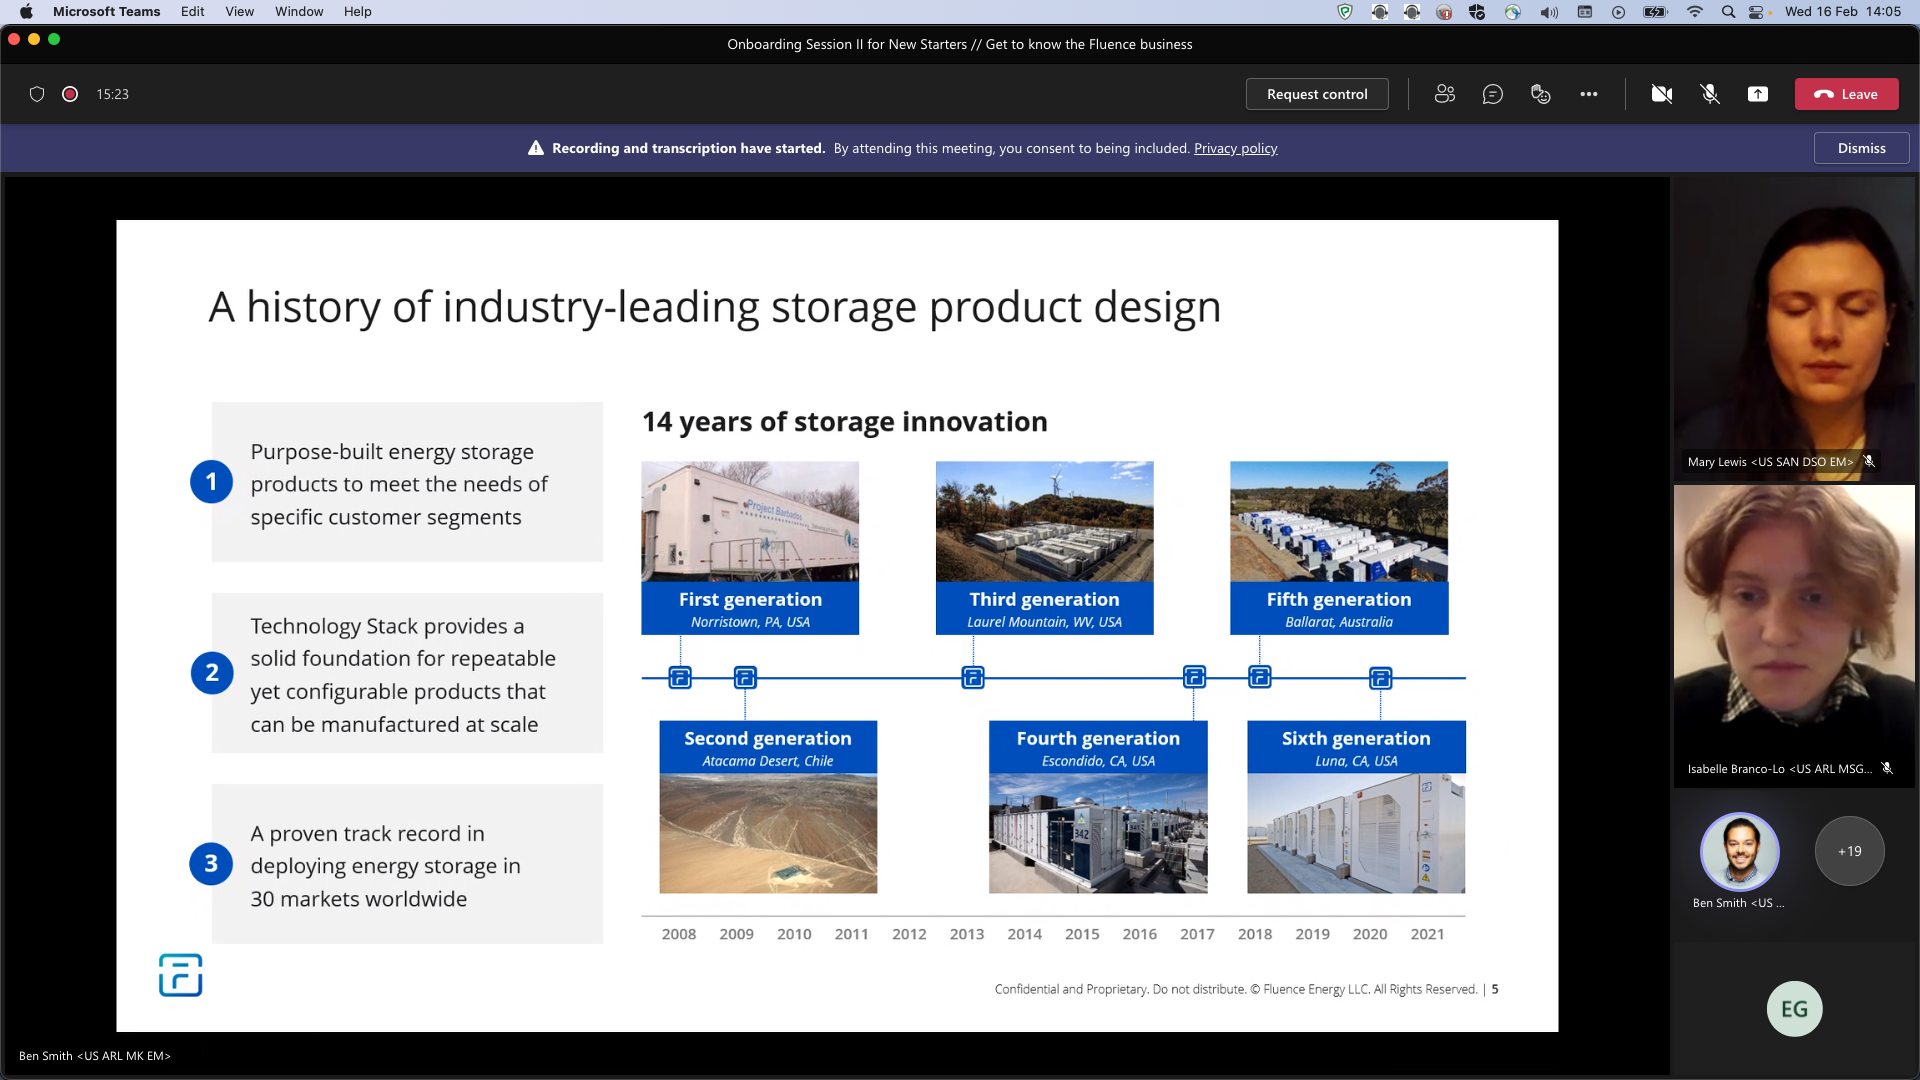 Microsoft Teams Edit View Window Help
Wed 16 Feb 14:05
Onboarding Session II for New Starters // Get to know the Fluence business
15:23
Request control
Leave
Recording and transcription have started. By attending this meeting, you consent to being included. Privacy policy
Dismiss
A history of industry-leading storage product design
1
Purpose-built energy storage
products to meet the needs of
specific customer segments
2
Technology Stack provides a
solid foundation for repeatable
yet configurable products that
can be manufactured at scale
3
A proven track record in
deploying energy storage in
30 markets worldwide
14 years of storage innovation
Project Barbados
First generation
Norristown, PA, USA
Third generation
Laurel Mountain, WV, USA
Fifth generation
Ballarat, Australia
Second generation
Atacama Desert, Chile
Fourth generation
Escondido, CA, USA
342
Sixth generation
Luna, CA, USA
2008 2009 2010 2011 2012 2013 2014 2015 2016 2017 2018 2019 2020 2021
Confidential and Proprietary. Do not distribute. © Fluence Energy LLC. All Rights Reserved. | 5
Ben Smith <US ARL MK EM>
Mary Lewis <US SAN DSO EM>
Isabelle Branco-Lo <US ARL MSG...
Ben Smith <US ...
+19
EG